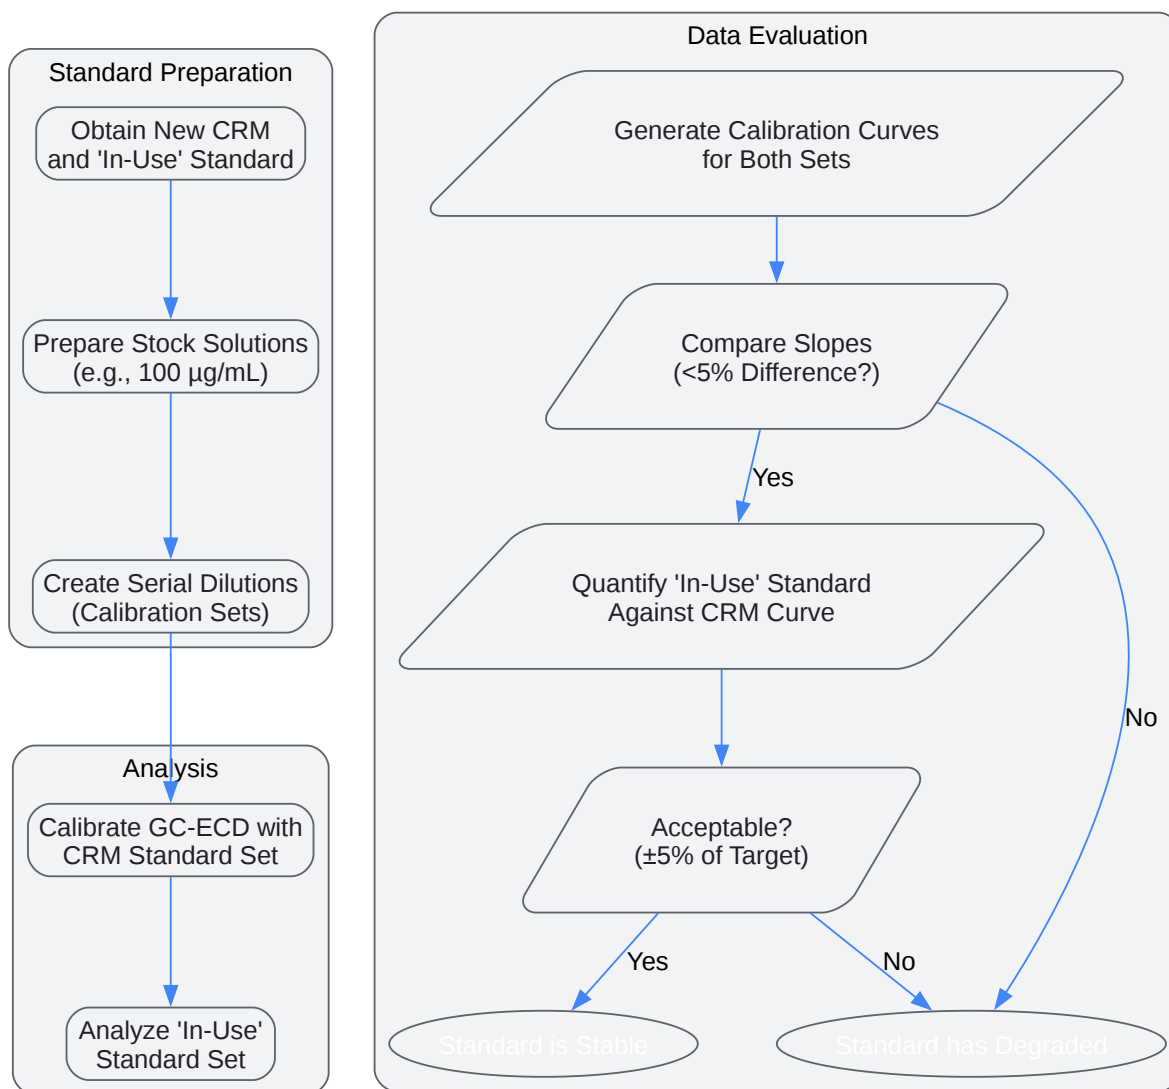 Standard Preparation
Obtain New CRM
and 'In-Use' Standard
Prepare Stock Solutions
(e.g., 100 µg/mL)
Create Serial Dilutions
(Calibration Sets)
Analysis
Calibrate GC-ECD with
CRM Standard Set
Analyze 'In-Use'
Standard Set
Data Evaluation
Generate Calibration Curves
for Both Sets
Compare Slopes
(<5% Difference?)
Yes
No
Quantify 'In-Use' Standard
Against CRM Curve
Acceptable?
(±5% of Target)
Yes
No
Standard is Stable
Standard has Degraded